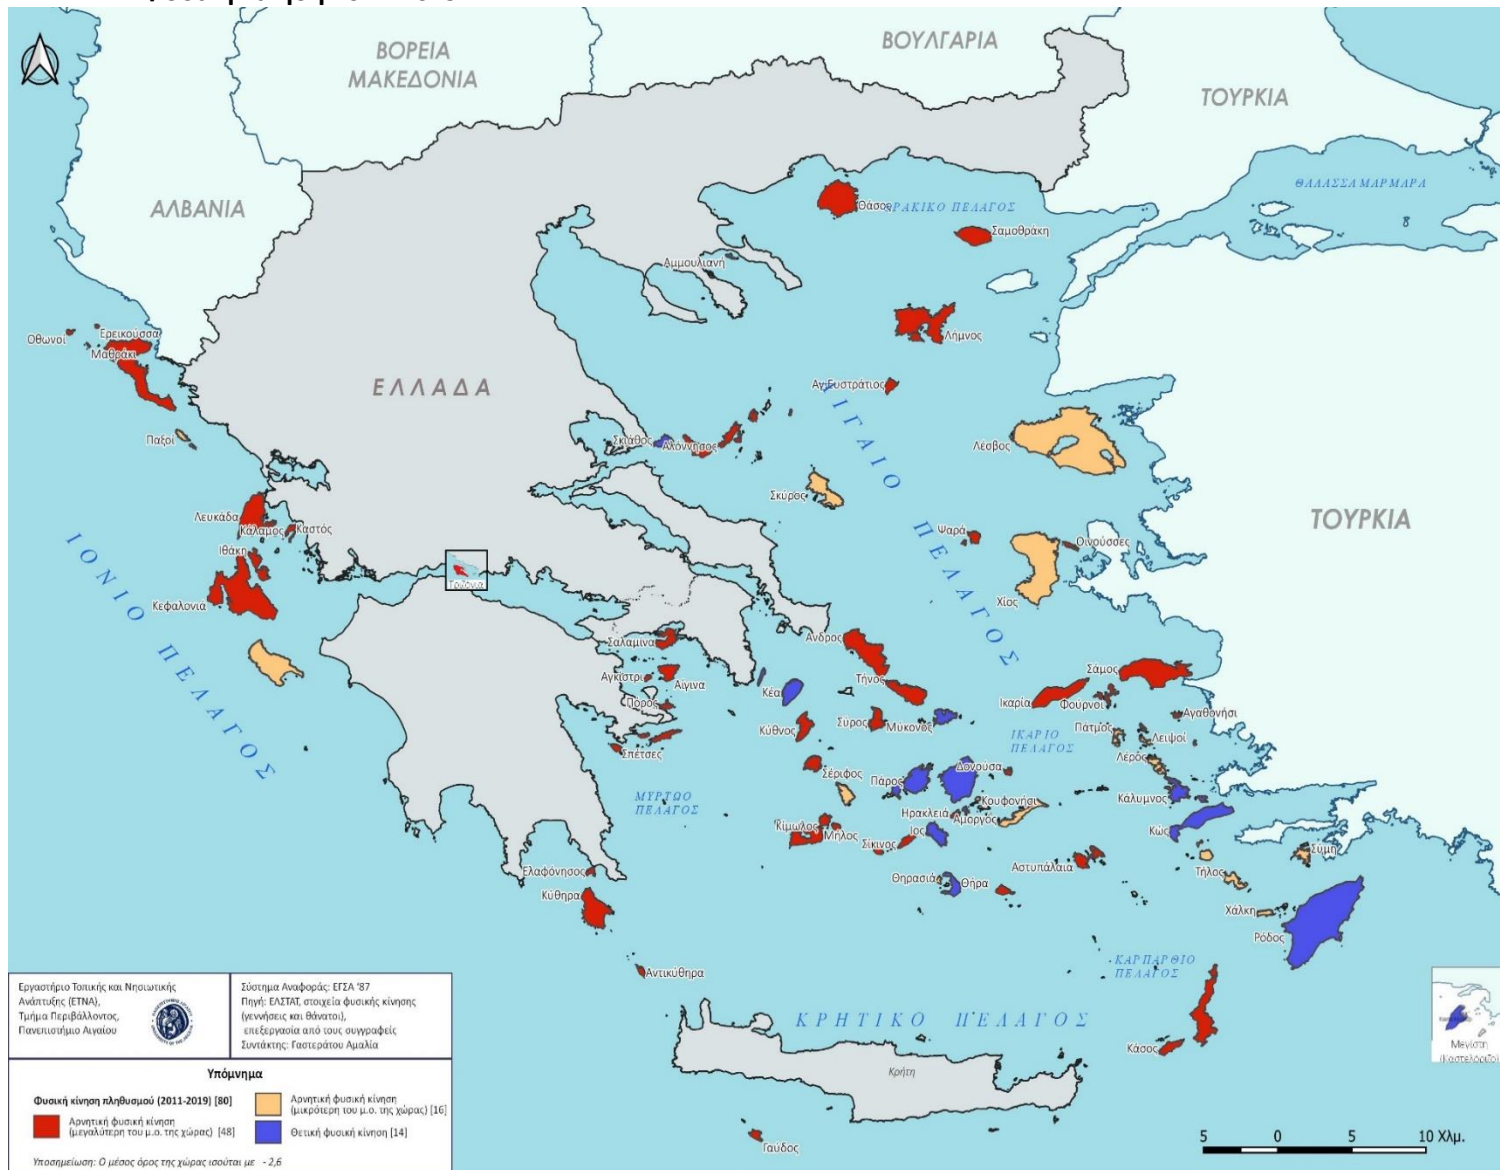 ΒΟΡΕΙΑ
ΜΑΚΕΔΟΝΙΑ
ΒΟΥΛΓΑΡΙΑ
ΤΟΥΡΚΙΑ
ΑΛΒΑΝΙΑ
ΘΑΛΑΣΣΑ ΜΑΡΜΑΡΑ
Θάσος
ΘΡΑΚΙΚΟ ΠΕΛΑΓΟΣ
Σαμοθράκη
Αμμουλιανή
Οθωνοί
Ερεικούσσα
Μαθράκι
Λήμνος
ΕΛΛΑΔΑ
Αγ.Ευστράτιος
Παξοί
Σκιάθος
Αλόννησος
Λέσβος
ΑΙΓΑΙΟ ΠΕΛΑΓΟΣ
Σκύρος
Λευκάδα
Κάλαμος
Καστός
Ψαρά
Οινούσσες
ΤΟΥΡΚΙΑ
Ιθάκη
ΙΟΝΙΟ ΠΕΛΑΓΟΣ
Κεφαλονιά
Χίος
Σαλαμίνα
Άνδρος
Αγκίστρι
Αίγινα
Τήνος
Σάμος
Κέα
Πόρος
Ικαρία
Φούρνοι
Αγαθονήσι
Κύθνος
Σύρος
Μύκονος
Πάτμος
Λειψοί
Σπέτσες
ΙΚΑΡΙΟ
ΠΕΛΑΓΟΣ
Λέρος
Σέριφος
Πάρος
Δονούσα
ΜΥΡΤΩΟ
ΠΕΛΑΓΟΣ
Κουφονήσι
Κάλυμνος
Ηρακλειά
Αμοργός
Κίμωλος
Μήλος
Ίος
Κώς
Σίκινος
Σύμη
Ελαφόνησος
Αστυπάλαια
Τήλος
Θηρασιά
Θήρα
Κύθηρα
Χάλκη
Ρόδος
Αντικύθηρα
ΚΑΡΠΑΡΘΙΟ
ΠΕΛΑΓΟΣ
ΚΡΗΤΙΚΟ ΠΕΛΑΓΟΣ
Κάσος
Μεγίστη
(Καστελόριζο)
Κρήτη
Γαύδος
Εργαστήριο Τοπικής και Νησιωτικής
Ανάπτυξης (ΕΤΝΑ),
Τμήμα Περιβάλλοντος,
Πανεπιστήμιο Αιγαίου
Σύστημα Αναφοράς: ΕΓΣΑ '87
Πηγή: ΕΛΣΤΑΤ, στοιχεία φυσικής κίνησης
(γεννήσεις και θάνατοι),
επεξεργασία από τους συγγραφείς
Συντάκτης: Γαστεράτου Αμαλία
Υπόμνημα
Φυσική κίνηση πληθυσμού (2011-2019) [80]
Αρνητική φυσική κίνηση
(μεγαλύτερη του μ.ο. της χώρας) [48]
Αρνητική φυσική κίνηση
(μικρότερη του μ.ο. της χώρας) [16]
Θετική φυσική κίνηση [14]
Υποσημείωση: Ο μέσος όρος της χώρας ισούται με - 2,6
5 0 5 10 Χλμ.